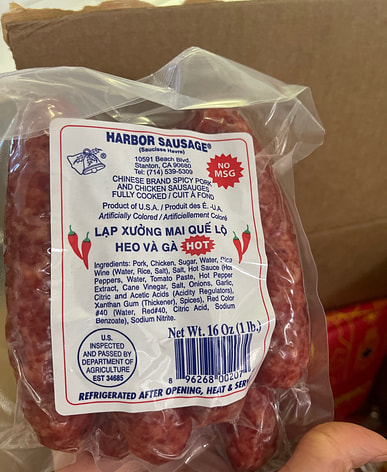 HARBOR SAUSAGE®
(Saucisse Havre)
10591 Beach Blvd.
Stanton, CA 90680
Tel: (714) 539-5309
NO
MSG
CHINESE BRAND SPICY PORK
AND CHICKEN SAUSAUGES
FULLY COOKED / CUIT Á FOND
Product of U.S.A. / Produit des É.-U.A.
Artificially Colored / Artificiellement Coloré
LẠP XƯỞNG MAI QUẾ LỘ
HEO VÀ GÀ HOT
Ingredients: Pork, Chicken, Sugar, Water, Rice
Wine (Water, Rice, Salt), Salt, Hot Sauce (Hot
Peppers, Water, Tomato Paste, Hot Pepper
Extract, Cane Vinegar, Salt, Onions, Garlic,
Citric and Acetic Acids (Acidity Regulators),
Xanthan Gum (Thickener), Spices), Red Color
#40 (Water, Red#40, Citric Acid, Sodium
Benzoate), Sodium Nitrite.
Net Wt. 16 Oz (1 lb.)
U.S.
INSPECTED
AND PASSED BY
DEPARTMENT OF
AGRICULTURE
EST 34685
8 96268 00207
REFRIGERATED AFTER OPENING, HEAT & SERV